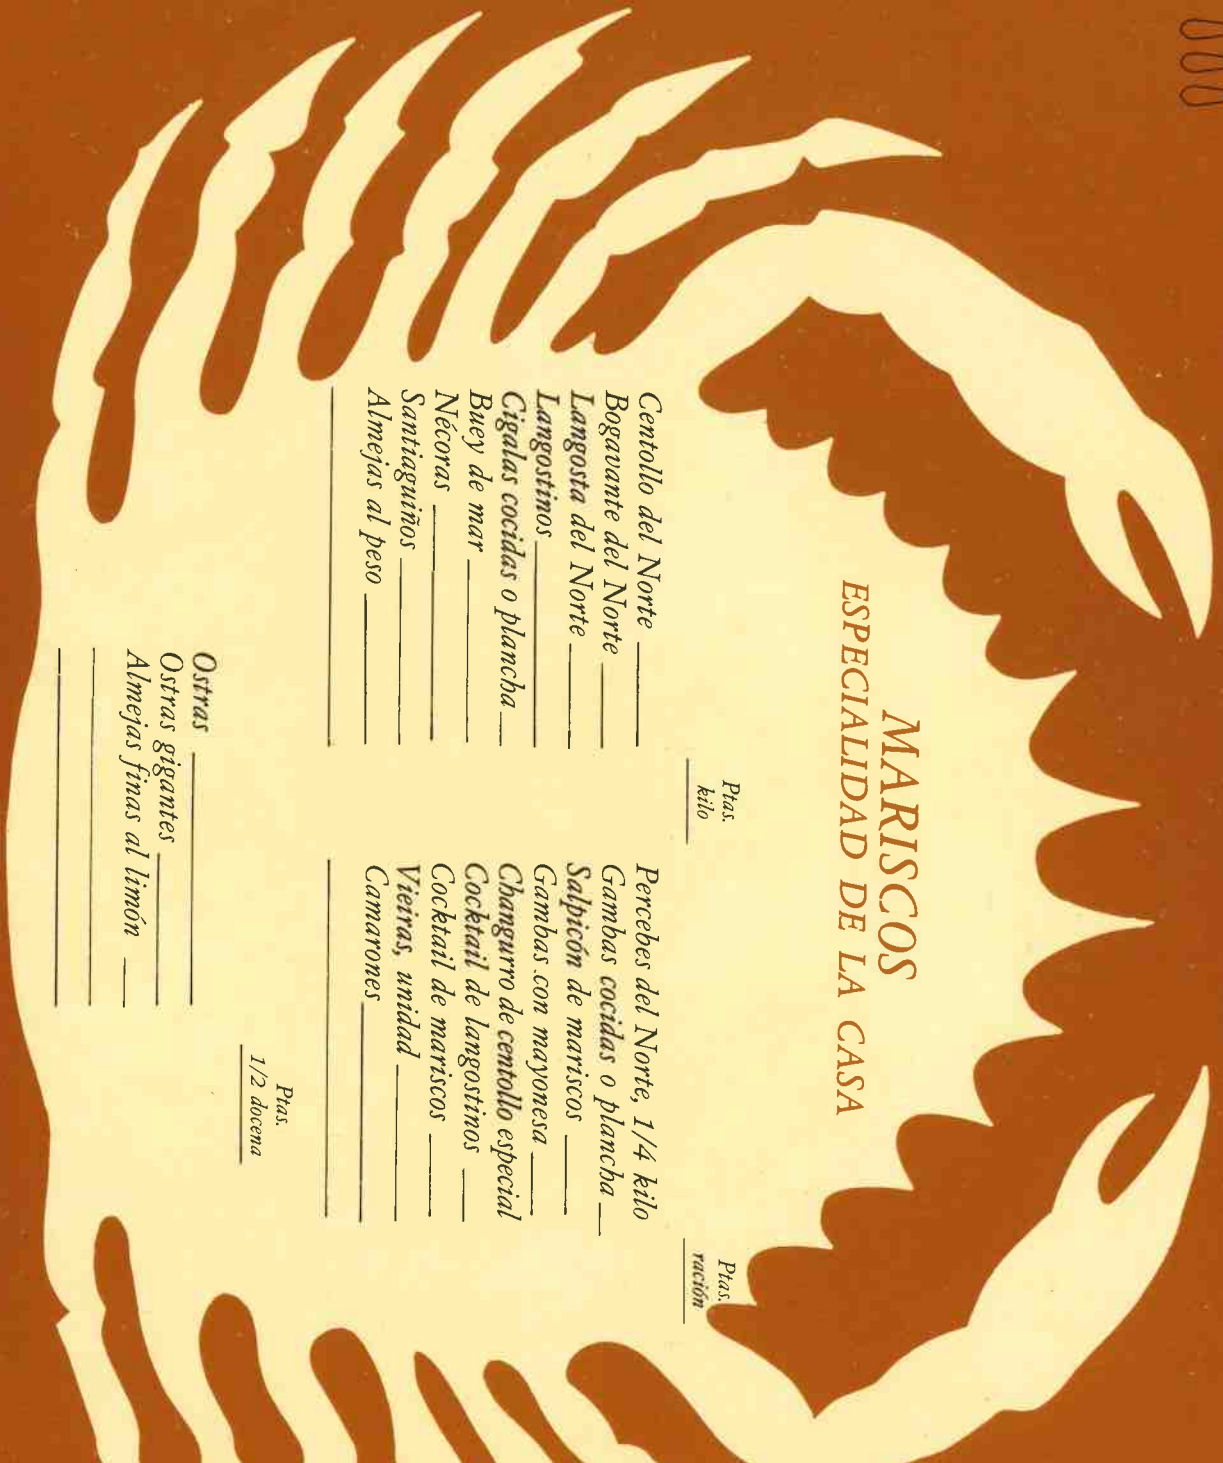 MARISCOS
ESPECIALIDAD DE LA CASA
Ptas.
kilo
Centollo del Norte
Bogavante del Norte
Langosta del Norte
Langostinos
Cigalas cocidas o plancha
Buey de mar
Nécoras
Santiaguiños
Almejas al peso
Ptas.
ración
Percebes del Norte, 1/4 kilo
Gambas cocidas o plancha
Salpicón de mariscos
Gambas con mayonesa
Changurro de centollo especial
Cocktail de langostinos
Cocktail de mariscos
Vieiras, unidad
Camarones
Ptas.
1/2 docena
Ostras
Ostras gigantes
Almejas finas al limón